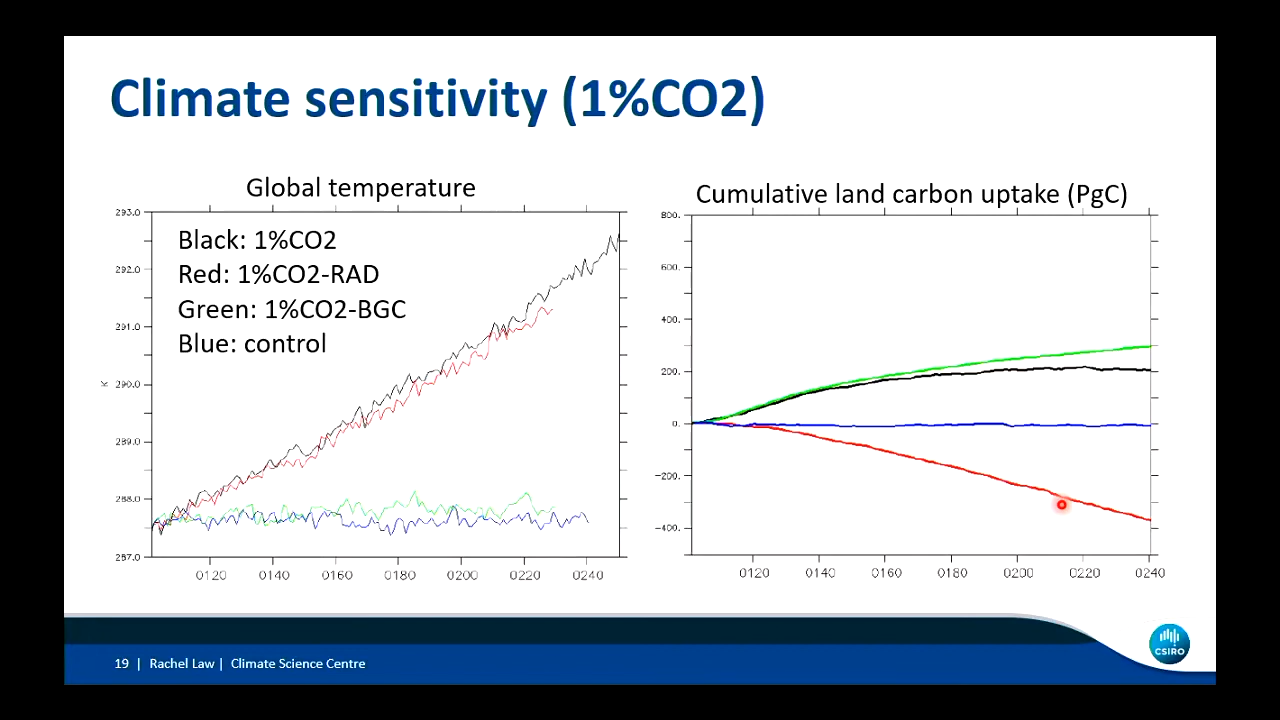 Climate sensitivity (1%CO2)
Global temperature
Black: 1%CO2
Red: 1%CO2-RAD
Green: 1%CO2-BGC
Blue: control
293.0
292.0
291.0
290.0
289.0
288.0
287.0
K
0120 0140 0160 0180 0200 0220 0240
Cumulative land carbon uptake (PgC)
800.
600.
400.
200.
0.
−200.
−400.
0120 0140 0160 0180 0200 0220 0240
19 | Rachel Law | Climate Science Centre
CSIRO